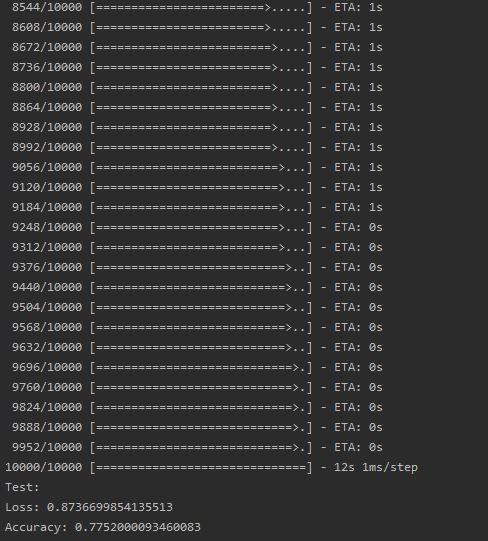 8544/10000 [========================>.....] - ETA: 1s
8608/10000 [========================>.....] - ETA: 1s
8672/10000 [=========================>....] - ETA: 1s
8736/10000 [=========================>....] - ETA: 1s
8800/10000 [=========================>....] - ETA: 1s
8864/10000 [=========================>....] - ETA: 1s
8928/10000 [=========================>....] - ETA: 1s
8992/10000 [=========================>....] - ETA: 1s
9056/10000 [==========================>...] - ETA: 1s
9120/10000 [==========================>...] - ETA: 1s
9184/10000 [==========================>...] - ETA: 1s
9248/10000 [==========================>...] - ETA: 0s
9312/10000 [==========================>...] - ETA: 0s
9376/10000 [===========================>..] - ETA: 0s
9440/10000 [===========================>..] - ETA: 0s
9504/10000 [===========================>..] - ETA: 0s
9568/10000 [===========================>..] - ETA: 0s
9632/10000 [===========================>..] - ETA: 0s
9696/10000 [============================>.] - ETA: 0s
9760/10000 [============================>.] - ETA: 0s
9824/10000 [============================>.] - ETA: 0s
9888/10000 [============================>.] - ETA: 0s
9952/10000 [============================>.] - ETA: 0s
10000/10000 [==============================] - 12s 1ms/step
Test:
Loss: 0.8736699854135513
Accuracy: 0.7752000093460083